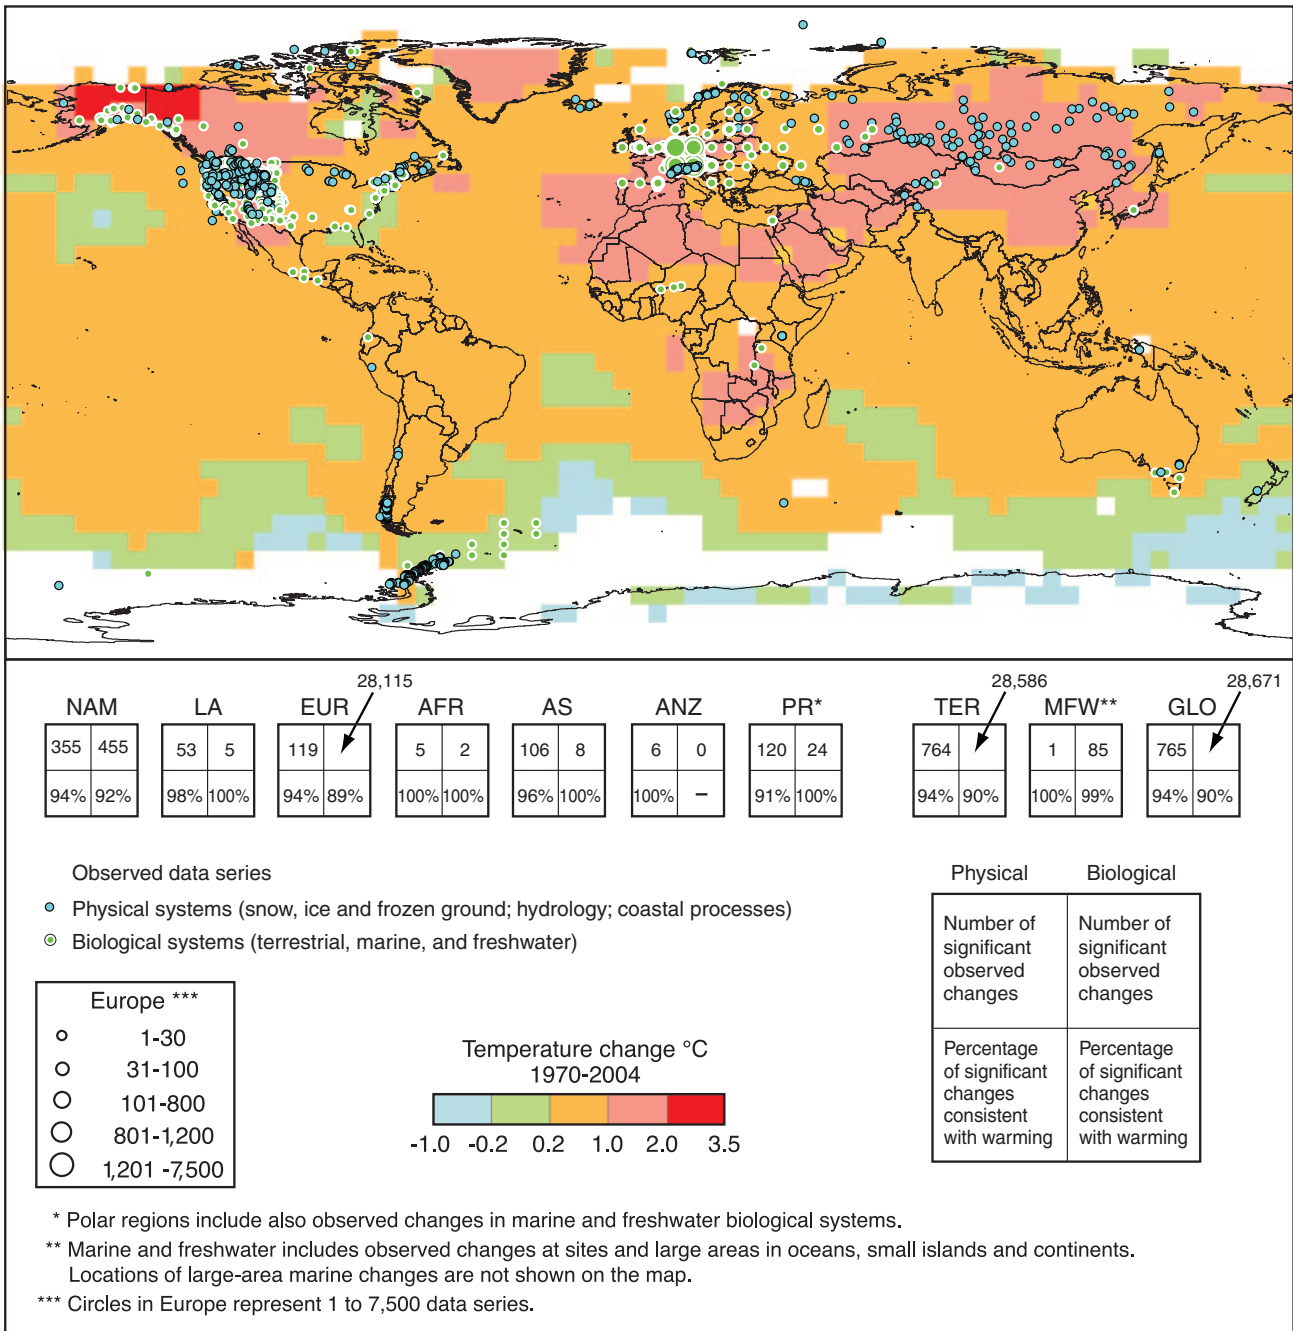 28,115
28,586
28,671
NAM LA EUR AFR AS ANZ PR* TER MFW** GLO
355 455 53 5 119 5 2 106 8 6 0 120 24 764 1 85 765
94% 92% 98% 100% 94% 89% 100% 100% 96% 100% 100% – 91% 100% 94% 90% 100% 99% 94% 90%
Observed data series
Physical systems (snow, ice and frozen ground; hydrology; coastal processes)
Biological systems (terrestrial, marine, and freshwater)
Europe ***
1-30
31-100
101-800
801-1,200
1,201 -7,500
Temperature change °C
1970-2004
-1.0 -0.2 0.2 1.0 2.0 3.5
Physical Biological
Number of significant observed changes
Number of significant observed changes
Percentage of significant changes consistent with warming
Percentage of significant changes consistent with warming
* Polar regions include also observed changes in marine and freshwater biological systems.
** Marine and freshwater includes observed changes at sites and large areas in oceans, small islands and continents.
Locations of large-area marine changes are not shown on the map.
*** Circles in Europe represent 1 to 7,500 data series.